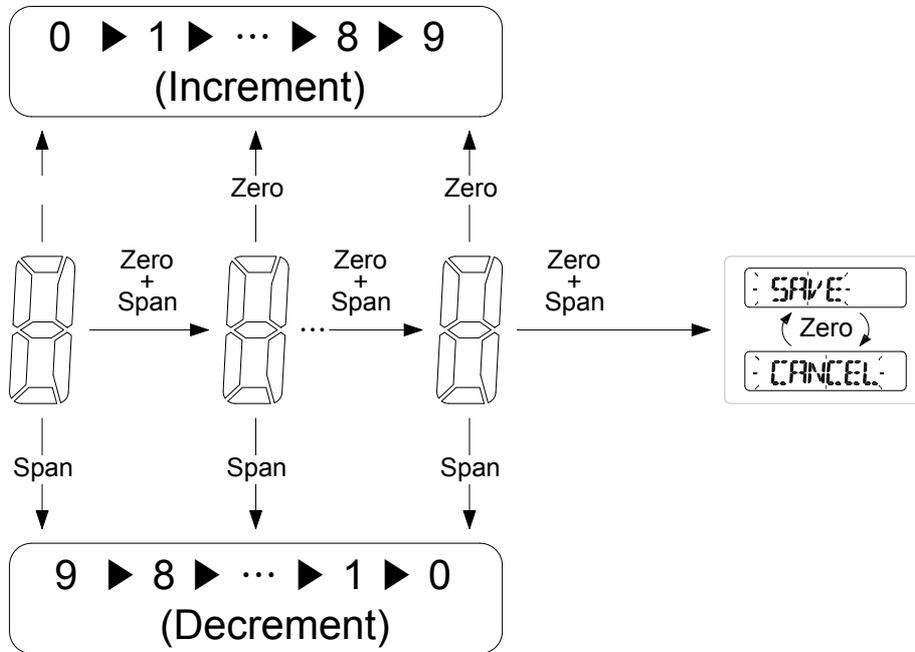 0 ▶ 1 ▶ ··· ▶ 8 ▶ 9
(Increment)
Zero
Zero
Zero
+
Span
Zero
+
Span
Zero
+
Span
···
SAVE
Zero
CANCEL
Span
Span
Span
9 ▶ 8 ▶ ··· ▶ 1 ▶ 0
(Decrement)